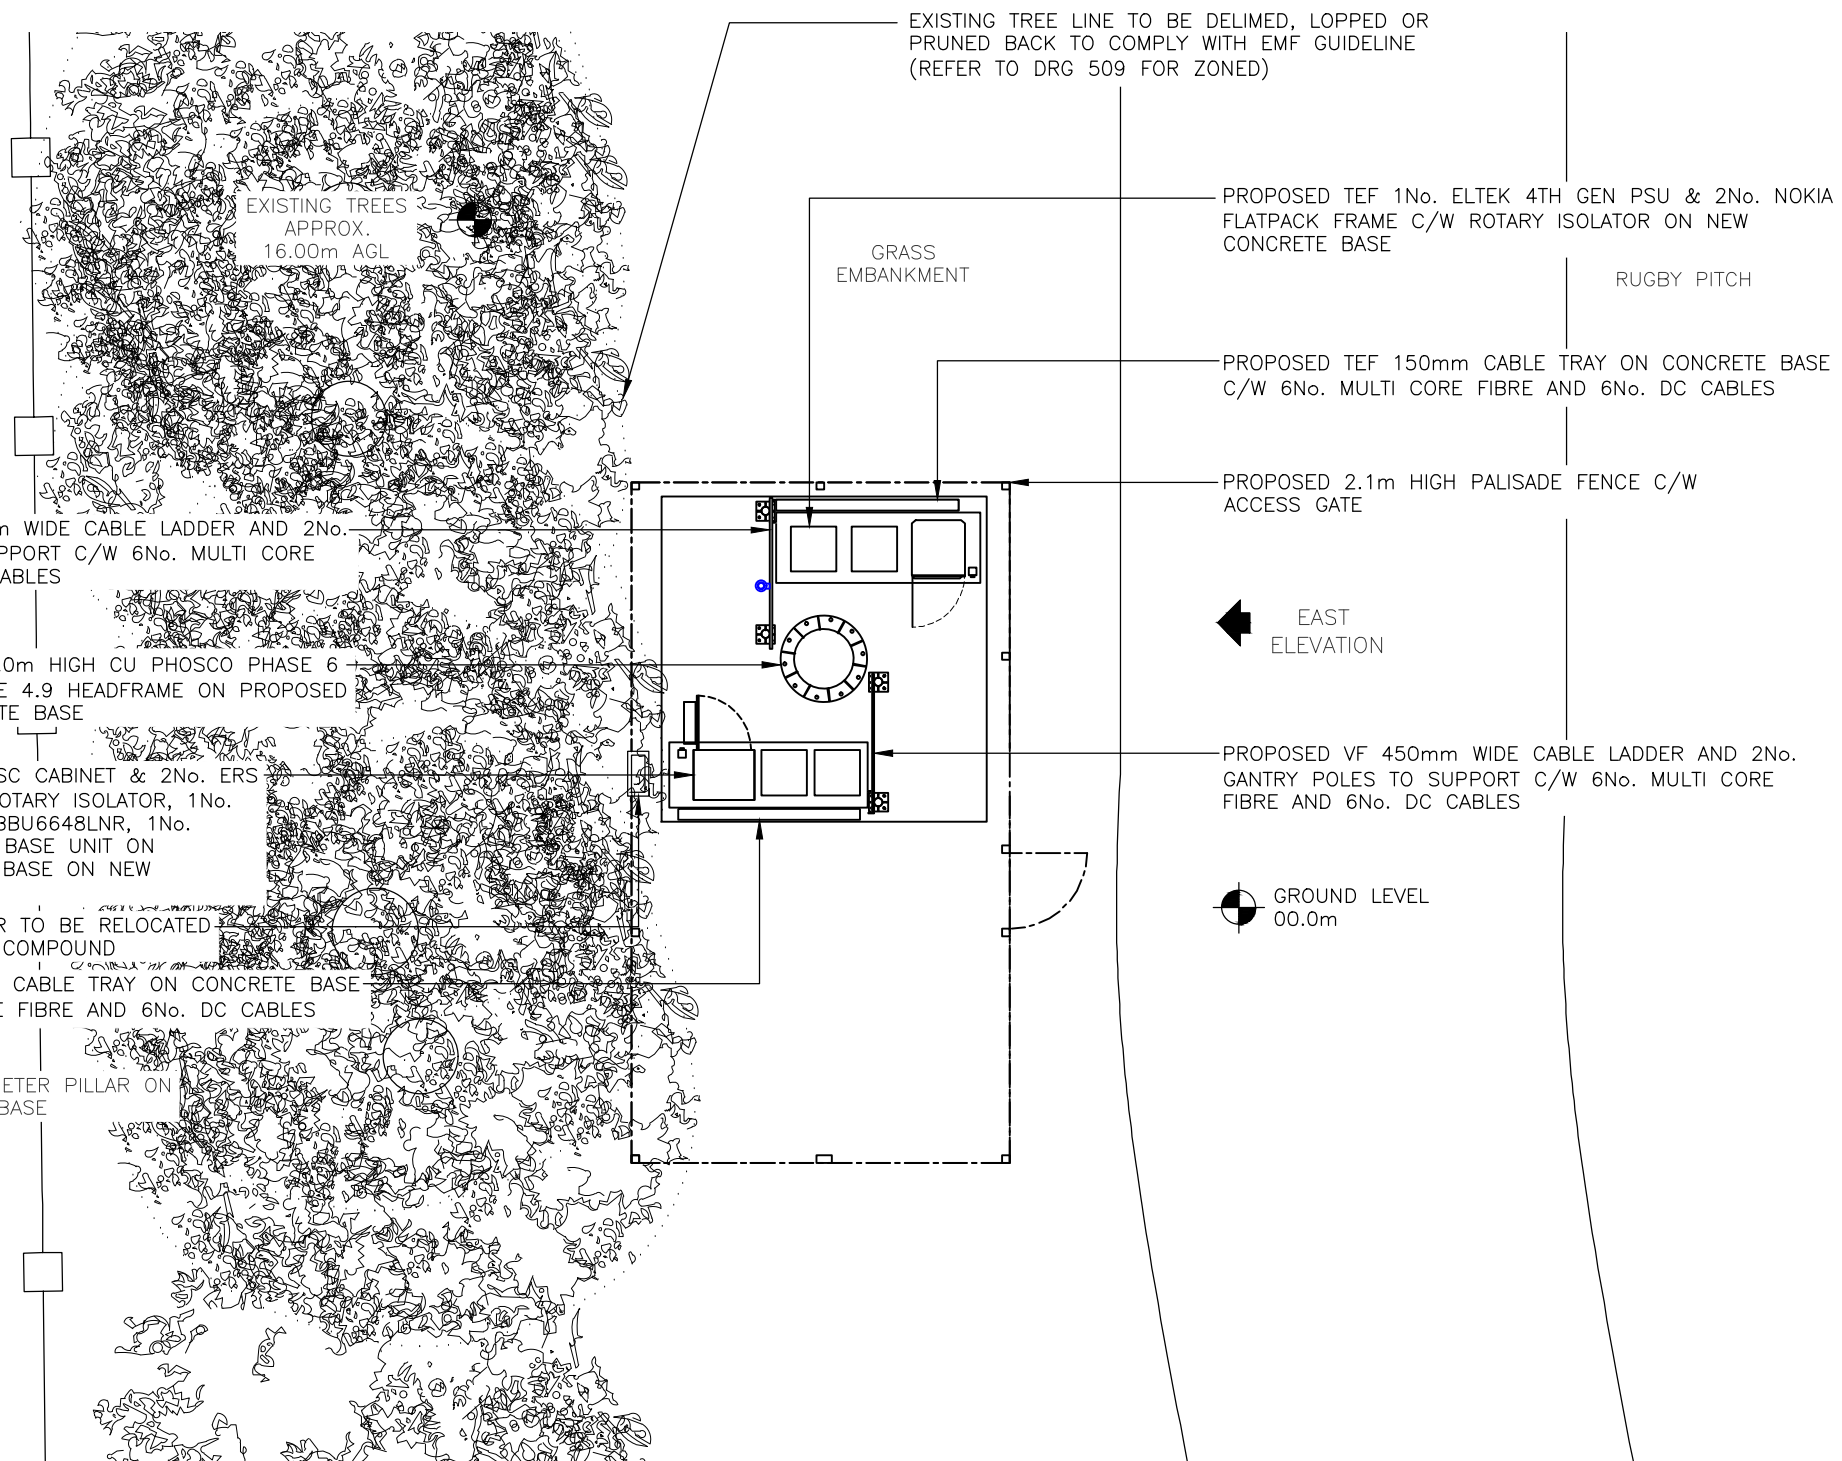 EXISTING TREE LINE TO BE DELIMED, LOPPED OR
PRUNED BACK TO COMPLY WITH EMF GUIDELINE
(REFER TO DRG 509 FOR ZONED)
EXISTING TREES
APPROX.
16.00m AGL
GRASS
EMBANKMENT
PROPOSED TEF 1No. ELTEK 4TH GEN PSU & 2No. NOKIA
FLATPACK FRAME C/W ROTARY ISOLATOR ON NEW
CONCRETE BASE
RUGBY PITCH
PROPOSED TEF 150mm CABLE TRAY ON CONCRETE BASE
C/W 6No. MULTI CORE FIBRE AND 6No. DC CABLES
PROPOSED 2.1m HIGH PALISADE FENCE C/W
ACCESS GATE
m WIDE CABLE LADDER AND 2No.
PPORT C/W 6No. MULTI CORE
ABLES
EAST
ELEVATION
.0m HIGH CU PHOSCO PHASE 6
E 4.9 HEADFRAME ON PROPOSED
TE BASE
SC CABINET & 2No. ERS
OTARY ISOLATOR, 1No.
BBU6648LNR, 1No.
BASE UNIT ON
BASE ON NEW
PROPOSED VF 450mm WIDE CABLE LADDER AND 2No.
GANTRY POLES TO SUPPORT C/W 6No. MULTI CORE
FIBRE AND 6No. DC CABLES
GROUND LEVEL
00.0m
R TO BE RELOCATED
COMPOUND
CABLE TRAY ON CONCRETE BASE
E FIBRE AND 6No. DC CABLES
ETER PILLAR ON
BASE